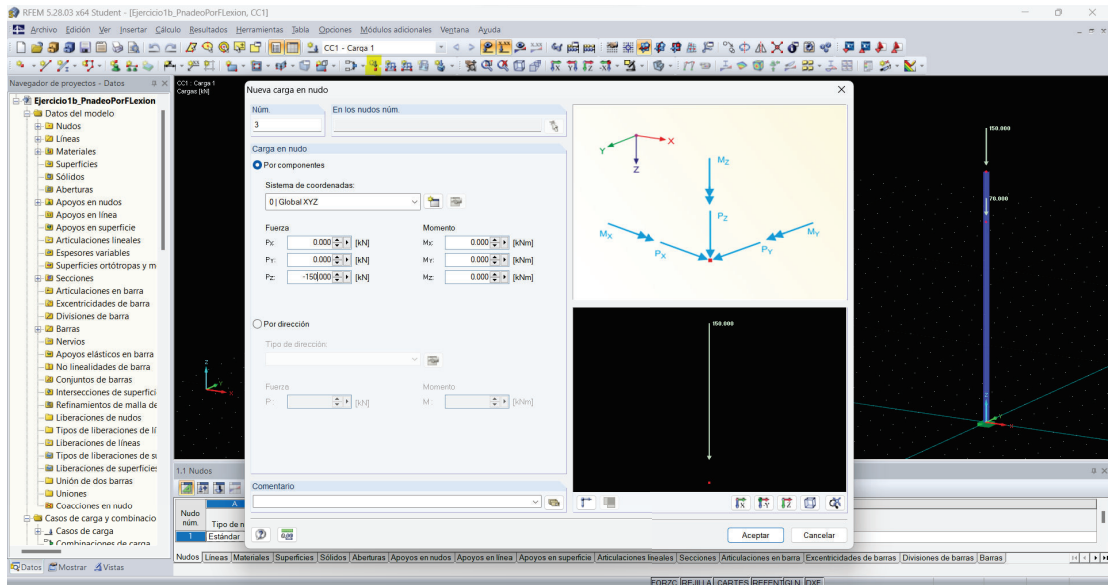 RFEM 5.28.03 x64 Student - [Ejercicio1b_PnadeoPorFLexion, CC1]
Archivo Edición Ver Insertar Cálculo Resultados Herramientas Tabla Opciones Módulos adicionales Ventana Ayuda
CC1 - Carga 1
Navegador de proyectos - Datos
Ejercicio1b_PnadeoPorFLexion
Datos del modelo
Nudos
Líneas
Materiales
Superficies
Sólidos
Aberturas
Apoyos en nudos
Apoyos en línea
Apoyos en superficie
Articulaciones lineales
Espesores variables
Superficies ortótropas y m
Secciones
Articulaciones en barra
Excentricidades de barra
Divisiones de barra
Barras
Nervios
Apoyos elásticos en barra
No linealidades de barra
Conjuntos de barras
Intersecciones de superfici
Refinamientos de malla de
Liberaciones de nudos
Tipos de liberaciones de lí
Liberaciones de líneas
Tipos de liberaciones de su
Liberaciones de superficies
Unión de dos barras
Uniones
Coacciones en nudo
Casos de carga y combinacio
Casos de carga
Combinaciones de carga
Datos Mostrar Vistas
CC1 : Carga 1
Cargas [kN]
Z
Y
X
Nueva carga en nudo
Núm.
3
En los nudos núm.
Carga en nudo
Por componentes
Sistema de coordenadas:
0 | Global XYZ
Fuerza Momento
PX: 0.000 [kN] MX: 0.000 [kNm]
PY: 0.000 [kN] MY: 0.000 [kNm]
PZ: -150.000 [kN] MZ: 0.000 [kNm]
Por dirección
Tipo de dirección:
Fuerza Momento
P: [kN] M: [kNm]
Comentario
Y X
Z
MZ
PZ
MX MY
PX PY
150.000
Aceptar Cancelar
150.000
70.000
1.1 Nudos
A
Nudo
núm. Tipo de n
1 Estándar
Nudos Líneas Materiales Superficies Sólidos Aberturas Apoyos en nudos Apoyos en línea Apoyos en superficie Articulaciones lineales Secciones Articulaciones en barra Excentricidades de barras Divisiones de barra Barras
FORZC REJILLA CARTES REFENT GLN DXF